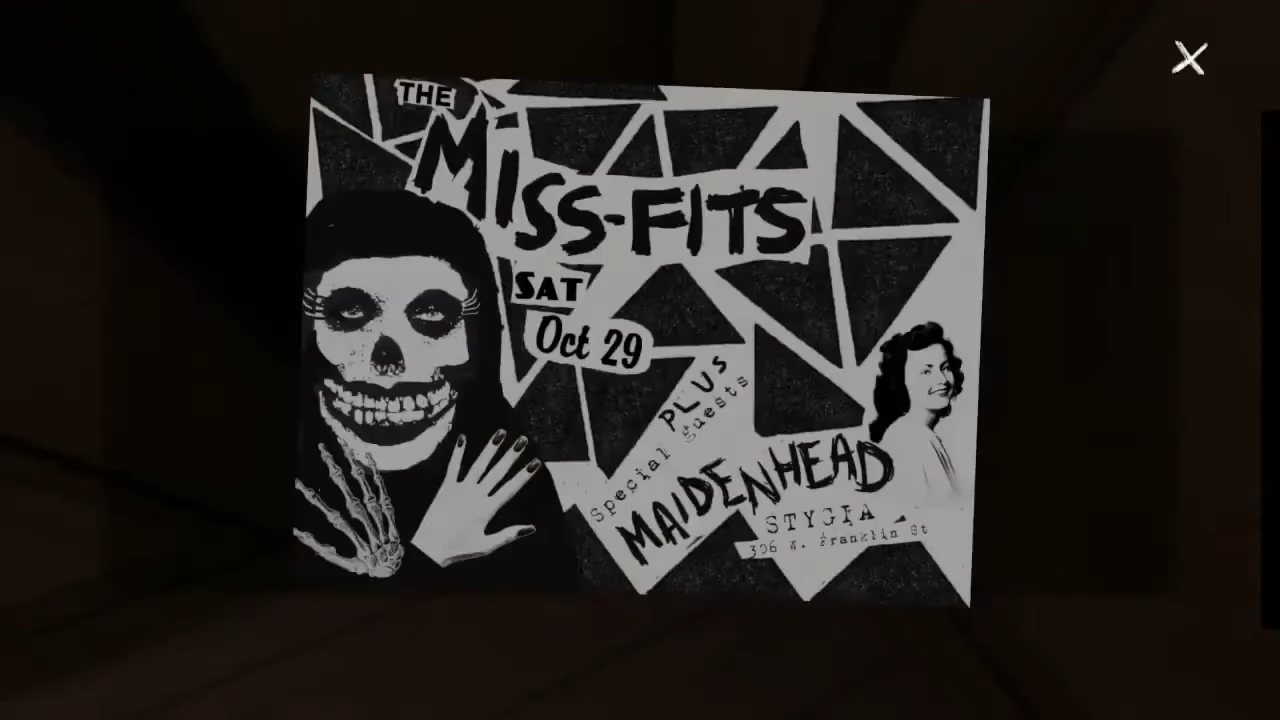 THE
MISS-FITS
SAT
Oct 29
PLUS
Special guests
MAIDENHEAD
STYGIA
306 W. Franklin St